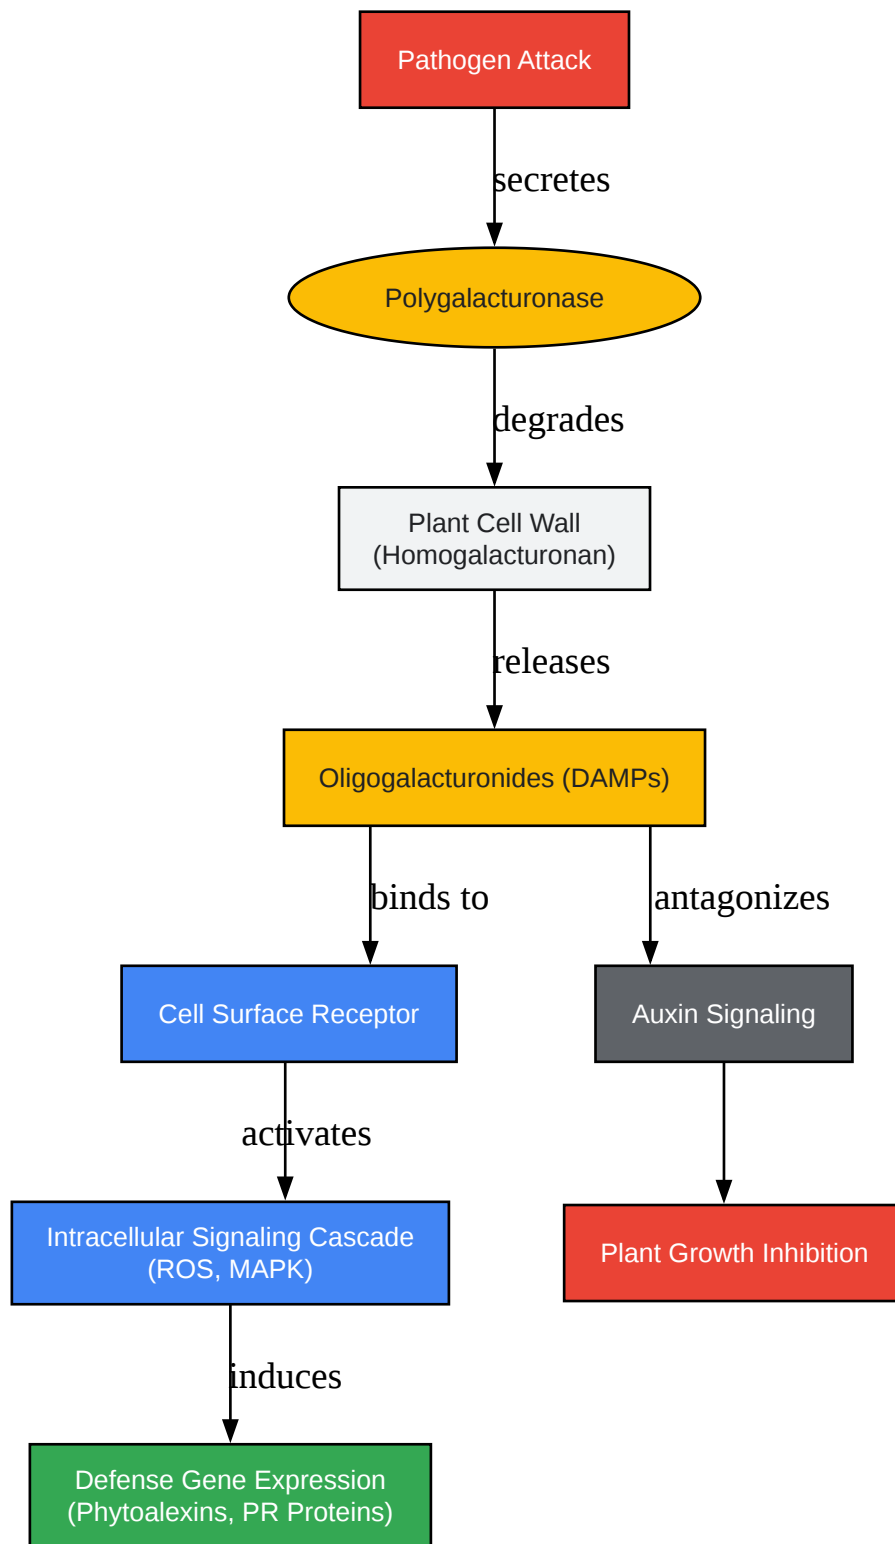 Pathogen Attack
secretes
Polygalacturonase
degrades
Plant Cell Wall
(Homogalacturonan)
releases
Oligogalacturonides (DAMPs)
binds to
antagonizes
Cell Surface Receptor
Auxin Signaling
activates
Intracellular Signaling Cascade
(ROS, MAPK)
Plant Growth Inhibition
induces
Defense Gene Expression
(Phytoalexins, PR Proteins)